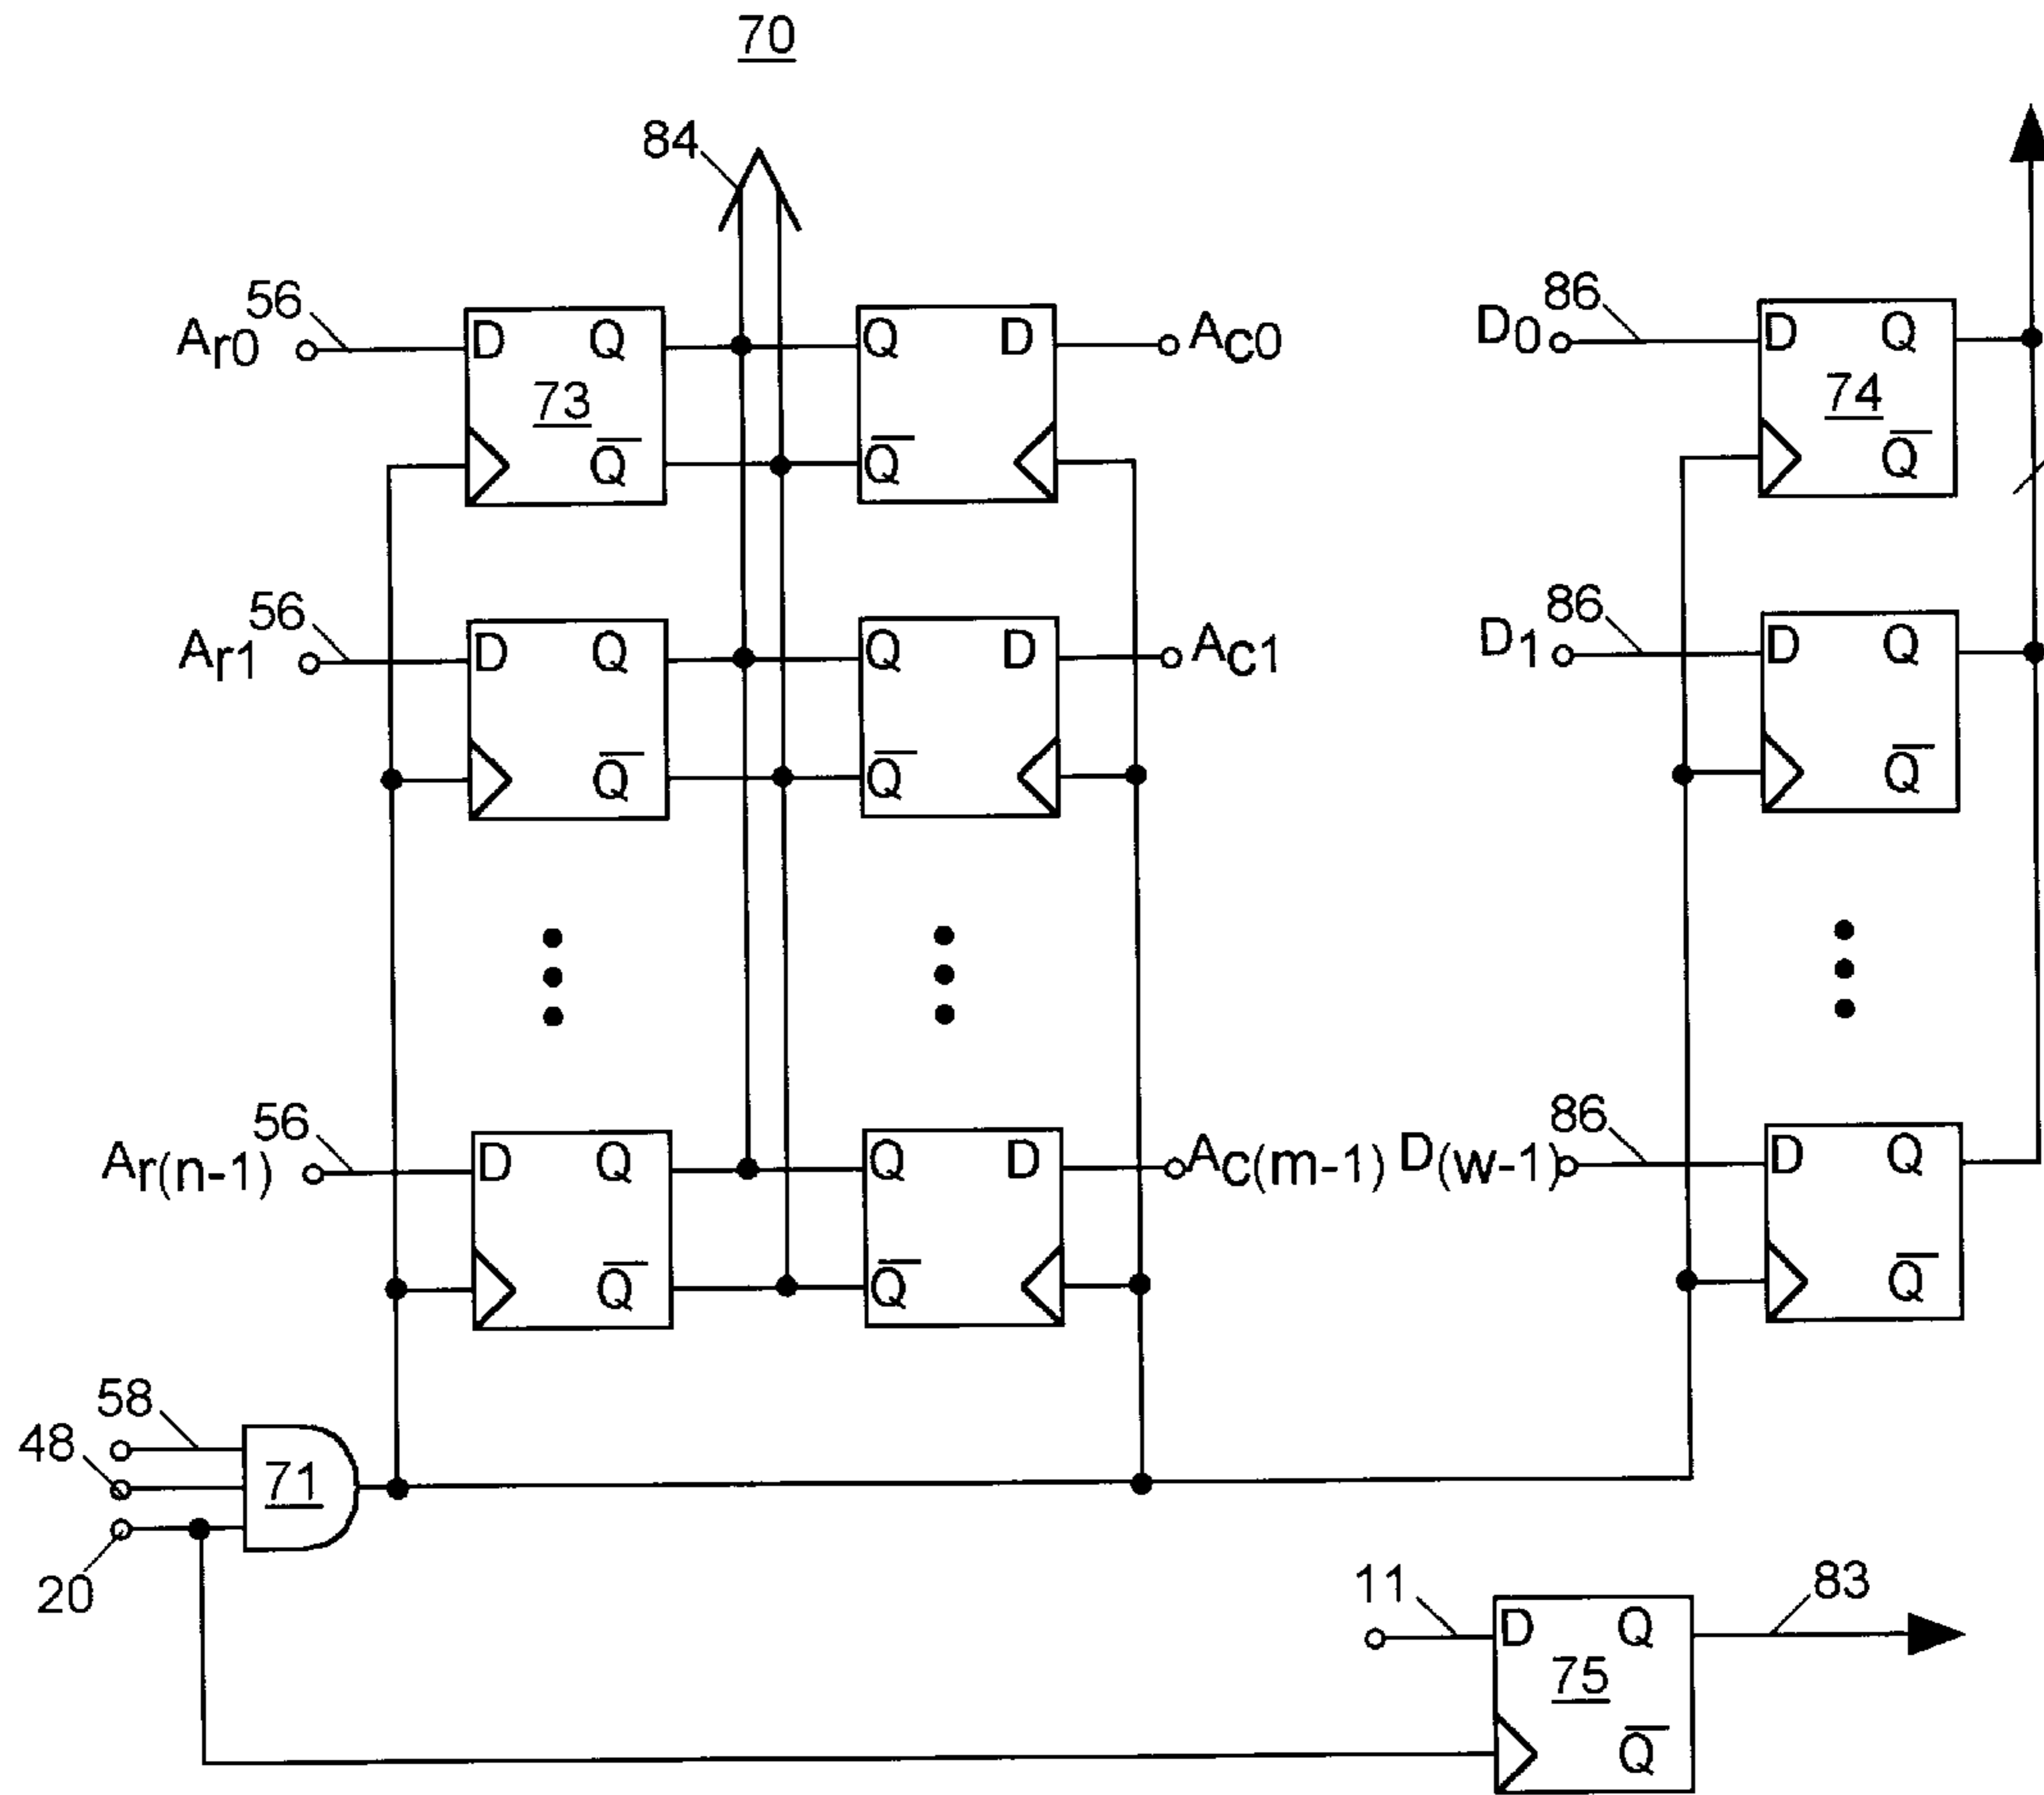 70
84
56 86
Ar0 D Q Q D Ac0 D0 D Q
73 74
Q Q Q
56 86
Ar1 D Q Q D Ac1 D1 D Q
Q Q Q
56 86
Ar(n-1) D Q Q D Ac(m-1) D(w-1) D Q
Q Q Q
58
48
71
20
11 83
D Q
75
Q